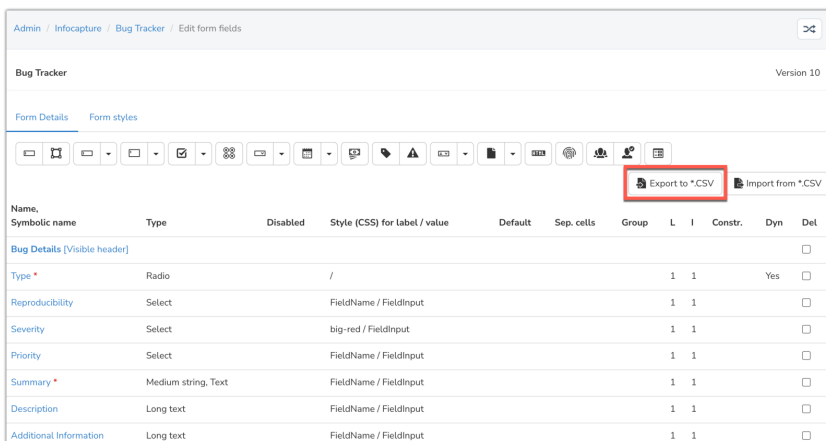 Admin / Infocapture / Bug Tracker / Edit form fields
Bug Tracker Version 10
Form Details Form styles
HTML
Export to *.CSV Import from *.CSV
Name,
Symbolic name Type Disabled Style (CSS) for label / value Default Sep. cells Group L I Constr. Dyn Del
Bug Details [Visible header]
Type * Radio / 1 1 Yes
Reproducibility Select FieldName / FieldInput 1 1
Severity Select big-red / FieldInput 1 1
Priority Select FieldName / FieldInput 1 1
Summary * Medium string, Text FieldName / FieldInput 1 1
Description Long text FieldName / FieldInput 1 1
Additional Information Long text FieldName / FieldInput 1 1